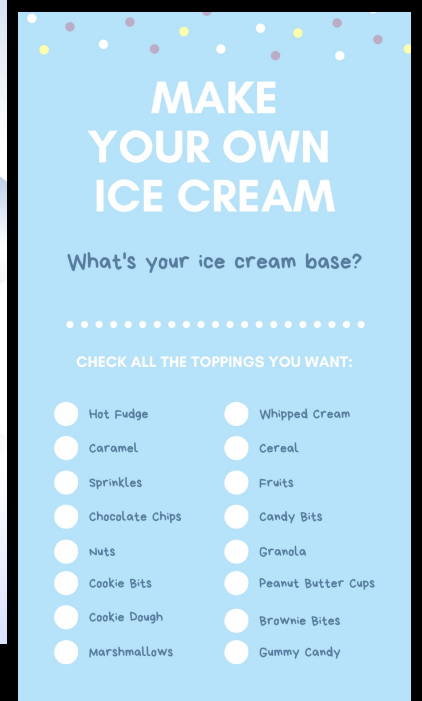 MAKE
YOUR OWN
ICE CREAM
What's your ice cream base?
CHECK ALL THE TOPPINGS YOU WANT:
Hot Fudge
Caramel
Sprinkles
Chocolate Chips
Nuts
Cookie Bits
Cookie Dough
Marshmallows
Whipped Cream
Cereal
Fruits
Candy Bits
Granola
Peanut Butter Cups
Brownie Bites
Gummy Candy